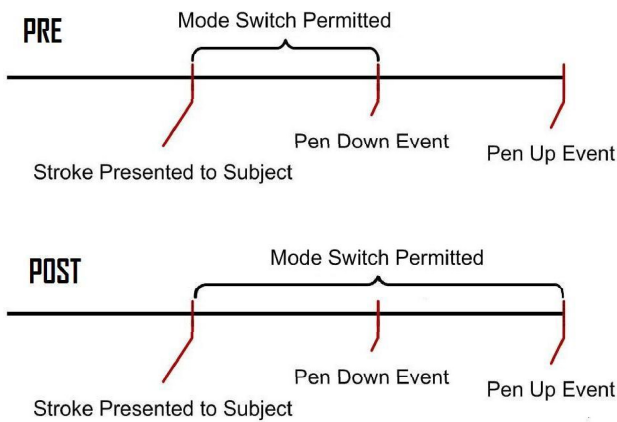 PRE
Mode Switch Permitted
Pen Down Event
Pen Up Event
Stroke Presented to Subject
POST
Mode Switch Permitted
Pen Down Event
Pen Up Event
Stroke Presented to Subject